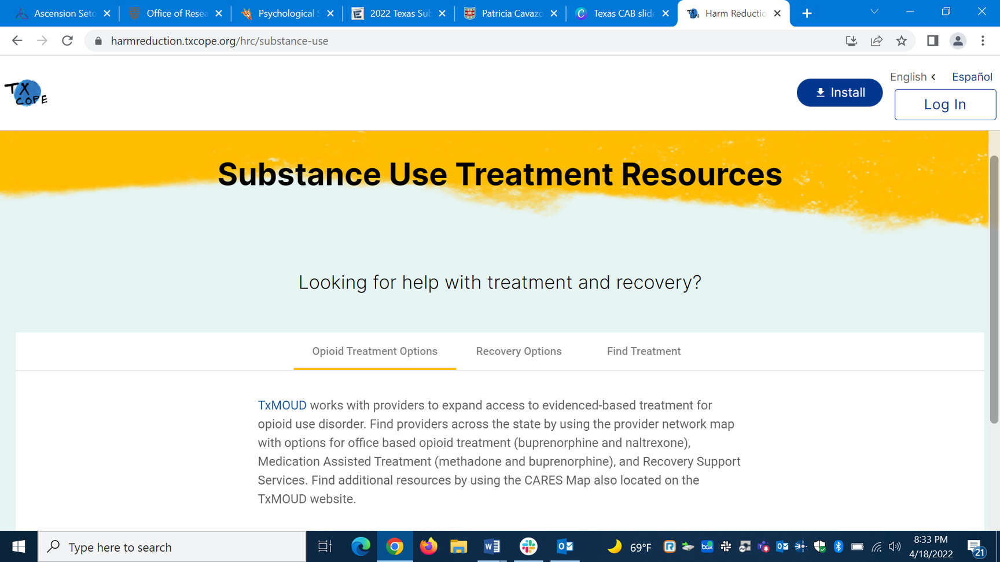 Ascension Seto
Office of Resea
Psychological S
2022 Texas Sub
Patricia Cavazo
Texas CAB slide
Harm Reductio
harmreduction.txcope.org/hrc/substance-use
TX
COPE
Install
English
Español
Log In
Substance Use Treatment Resources
Looking for help with treatment and recovery?
Opioid Treatment Options
Recovery Options
Find Treatment
TxMOUD works with providers to expand access to evidenced-based treatment for
opioid use disorder. Find providers across the state by using the provider network map
with options for office based opioid treatment (buprenorphine and naltrexone),
Medication Assisted Treatment (methadone and buprenorphine), and Recovery Support
Services. Find additional resources by using the CARES Map also located on the
TxMOUD website.
Type here to search
69°F
box
8:33 PM
4/18/2022
21